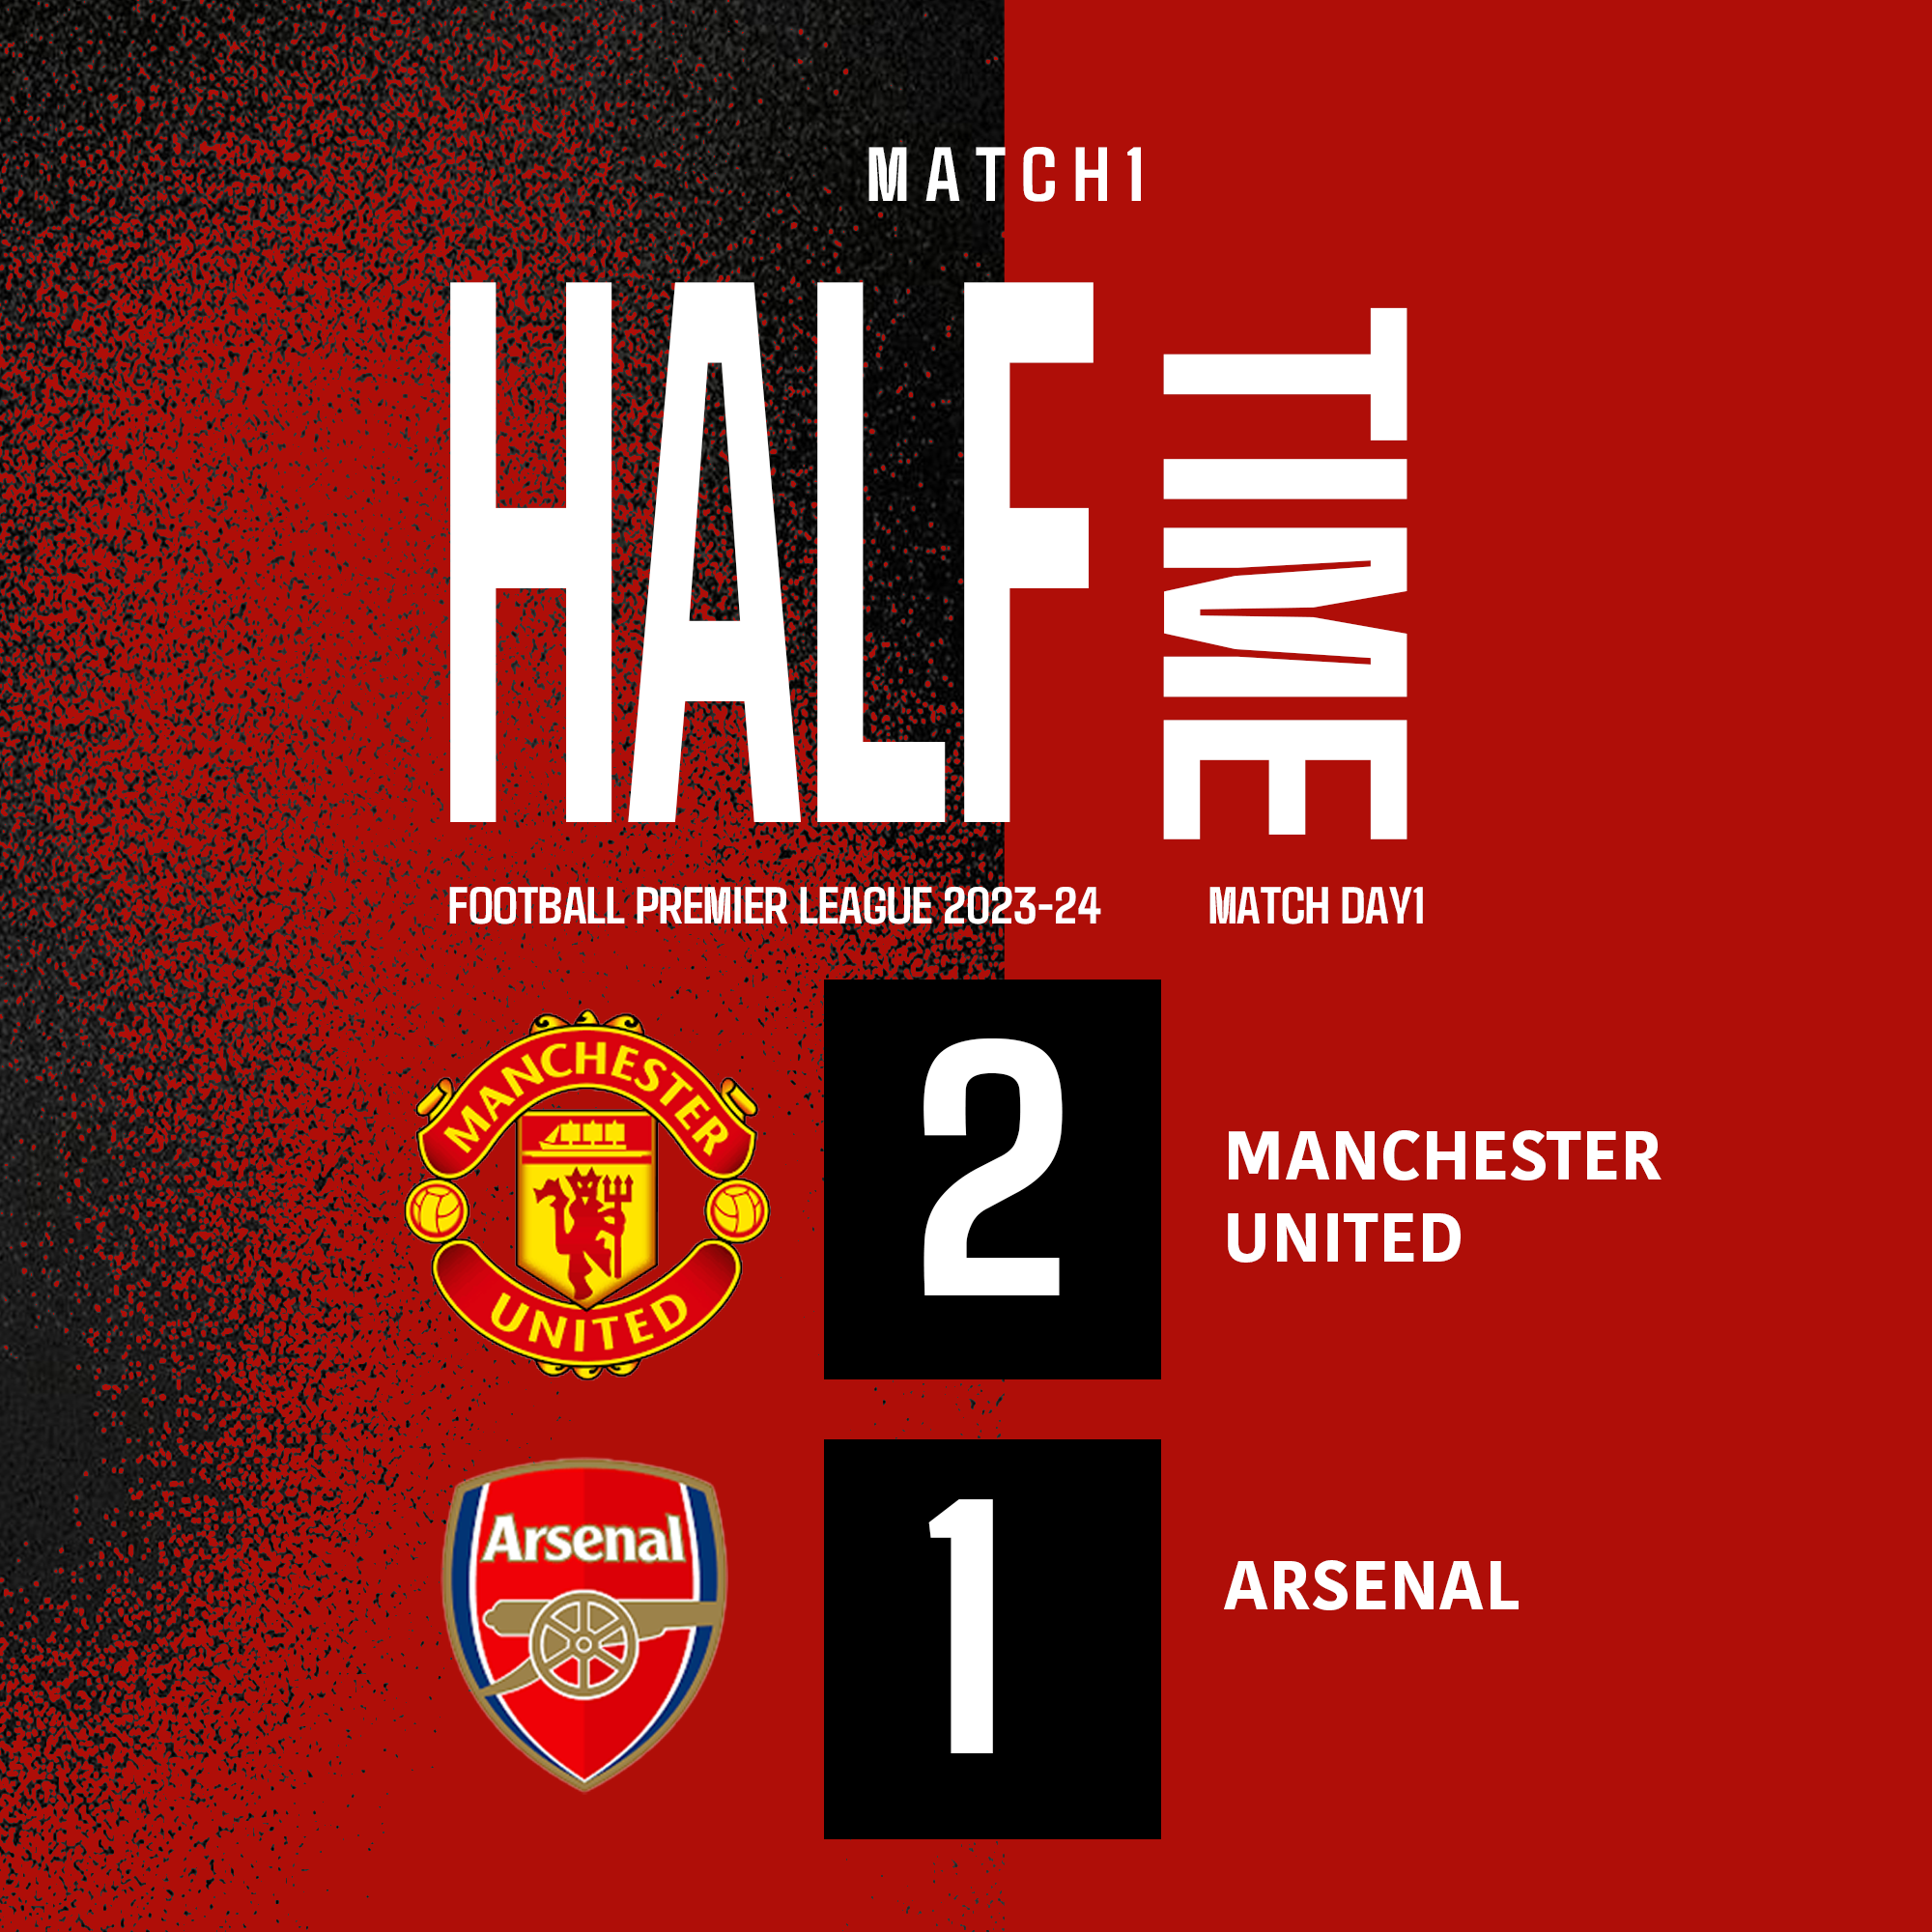 MATCH1
HALF
TIME
FOOTBALL PREMIER LEAGUE 2023-24
MATCH DAY1
MANCHESTER
UNITED
2
MANCHESTER
UNITED
Arsenal
1
ARSENAL